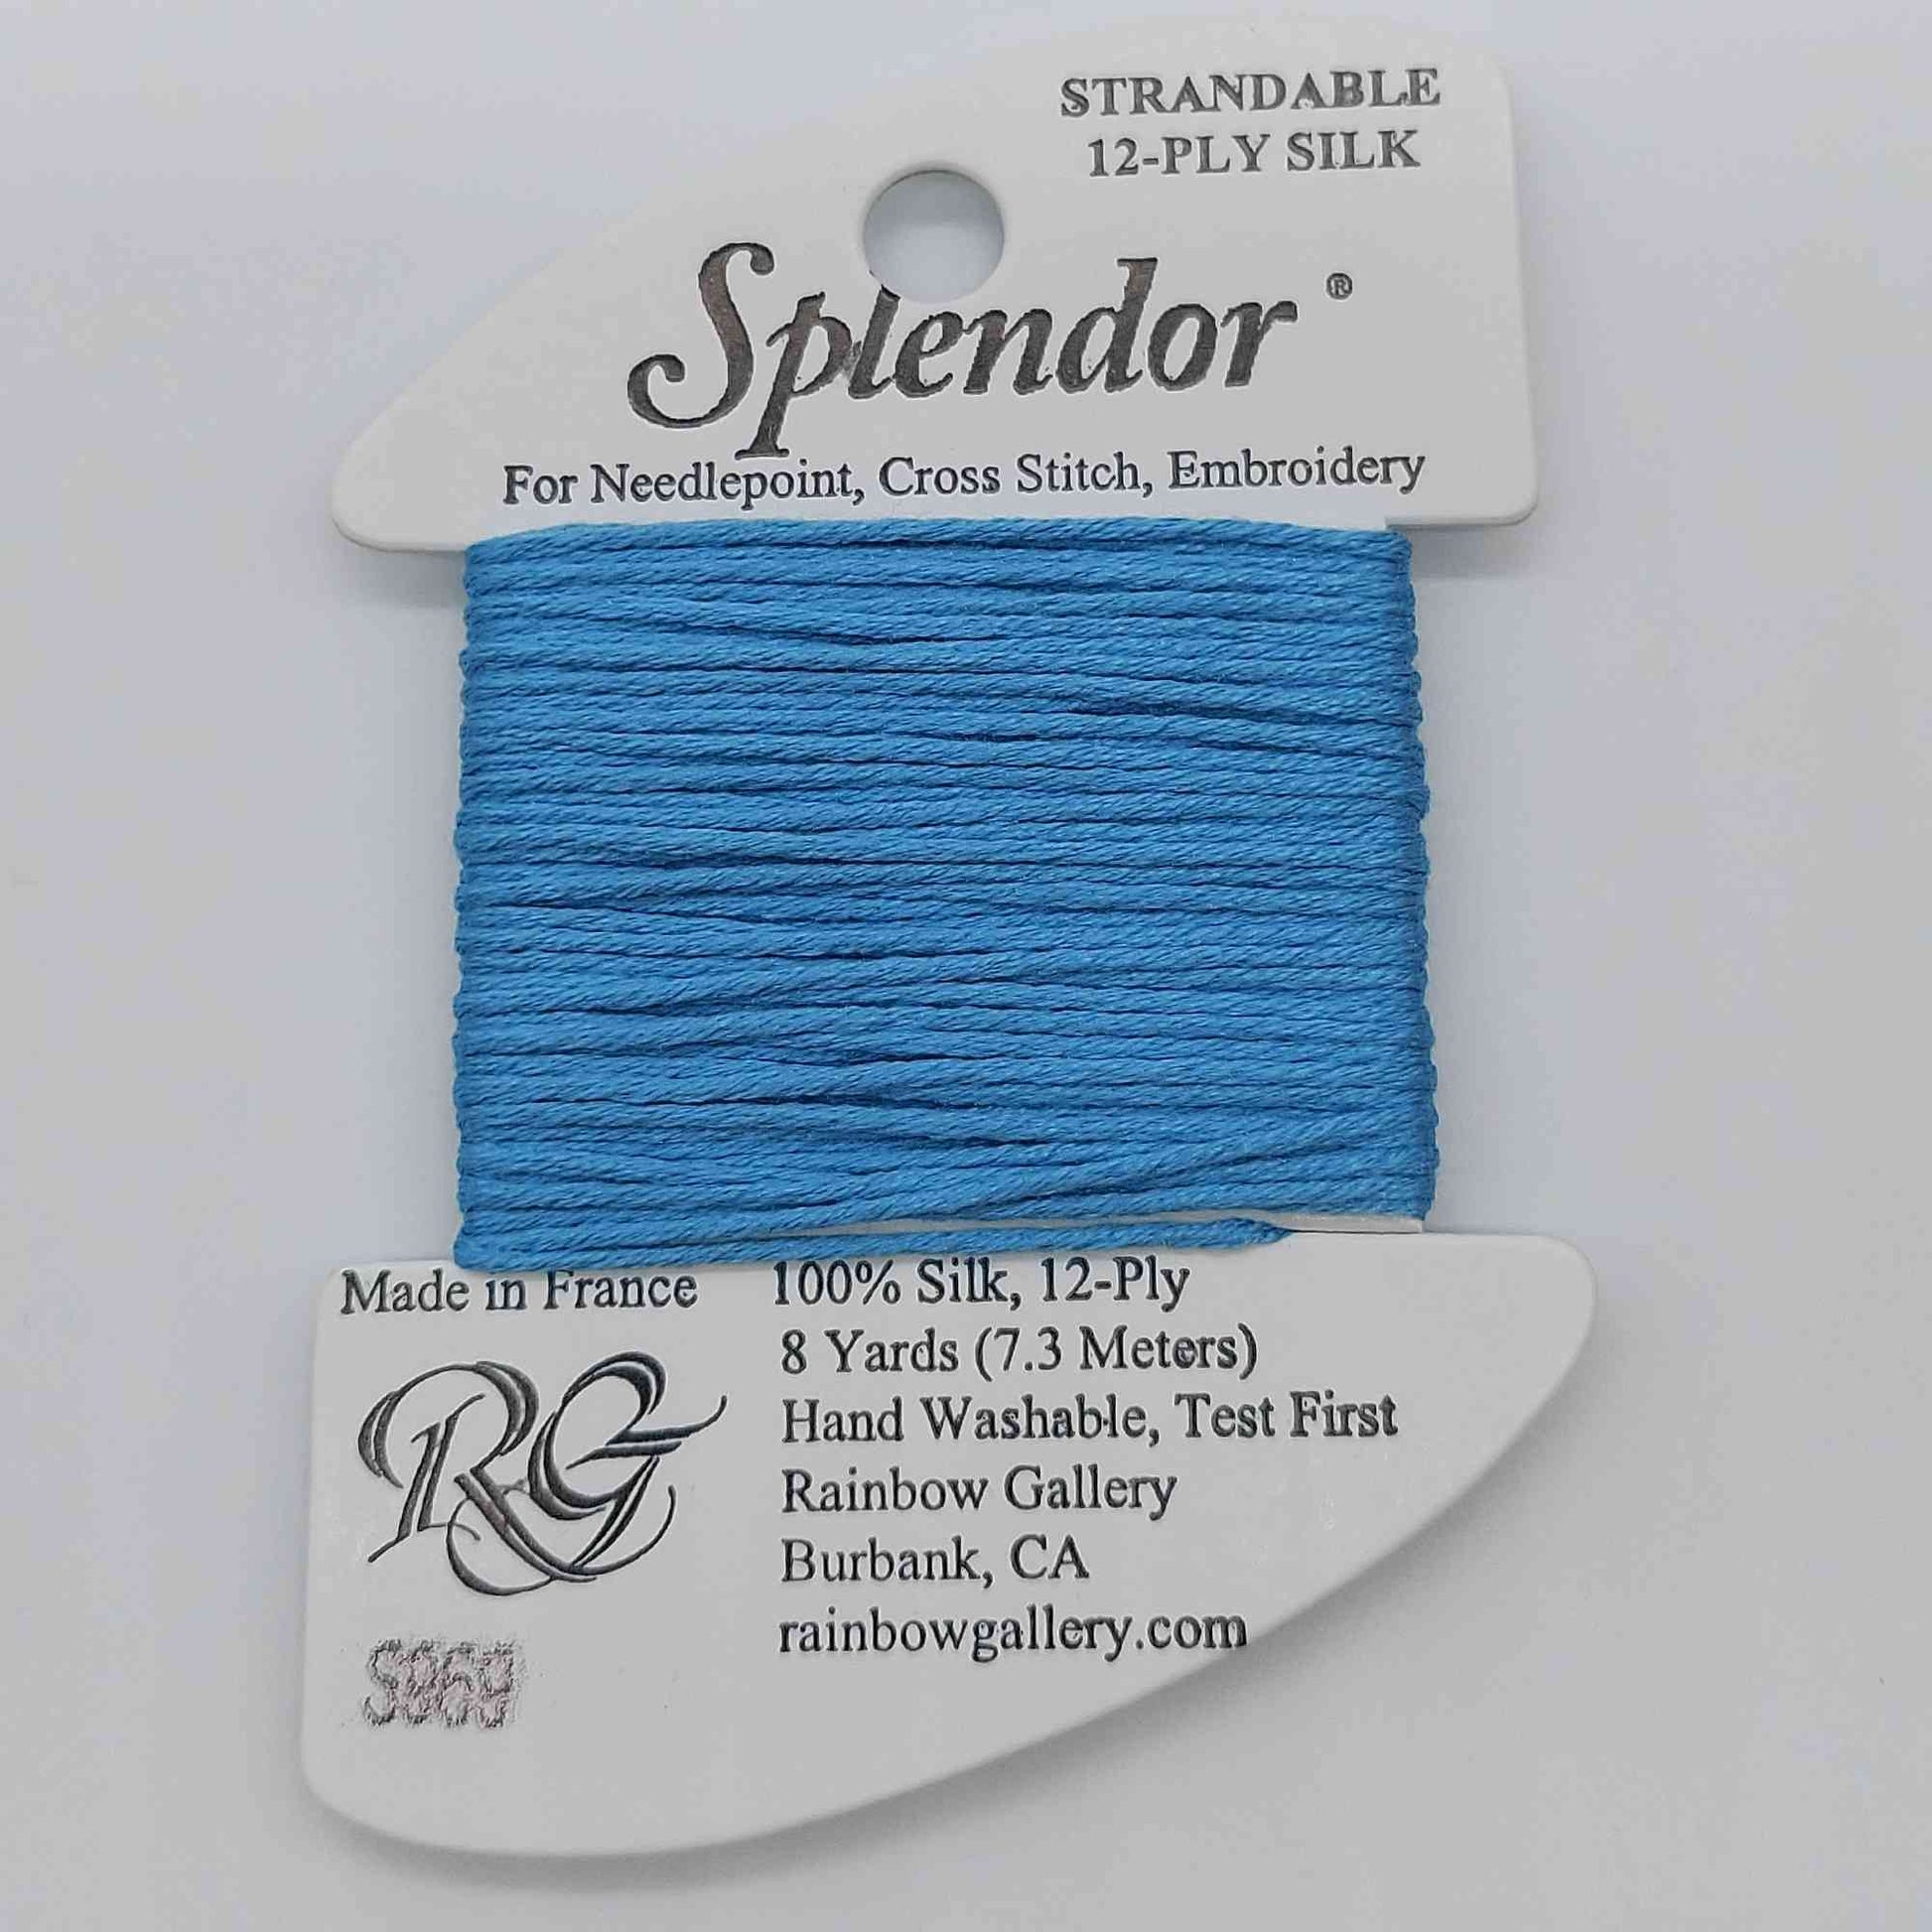 STRANDABLE
12-PLY SILK
Splendor ®
For Needlepoint, Cross Stitch, Embroidery
Made in France
RG
100% Silk, 12-Ply
8 Yards (7.3 Meters)
Hand Washable, Test First
Rainbow Gallery
Burbank, CA
rainbowgallery.com